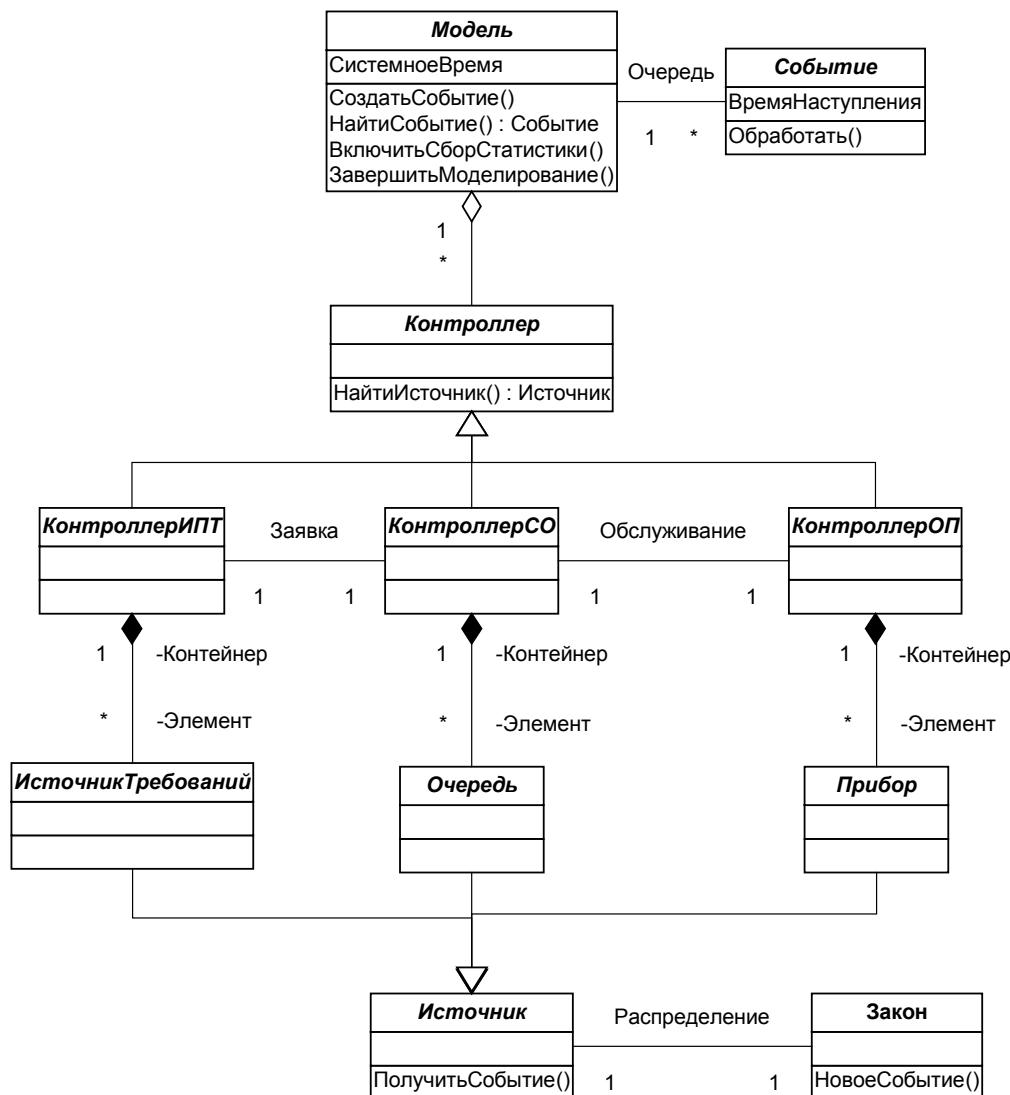 Модель
СистемноеВремя
СоздатьСобытие()
НайтиСобытие() : Событие
ВключитьСборСтатистики()
ЗавершитьМоделирование()
Очередь
1 *
Событие
ВремяНаступления
Обработать()
1
*
Контроллер
НайтиИсточник() : Источник
КонтроллерИПТ
Заявка
1 1
КонтроллерСО
Обслуживание
1 1
КонтроллерОП
1 -Контейнер
* -Элемент
1 -Контейнер
* -Элемент
1 -Контейнер
* -Элемент
ИсточникТребований
Очередь
Прибор
Источник
ПолучитьСобытие()
Распределение
1 1
Закон
НовоеСобытие()